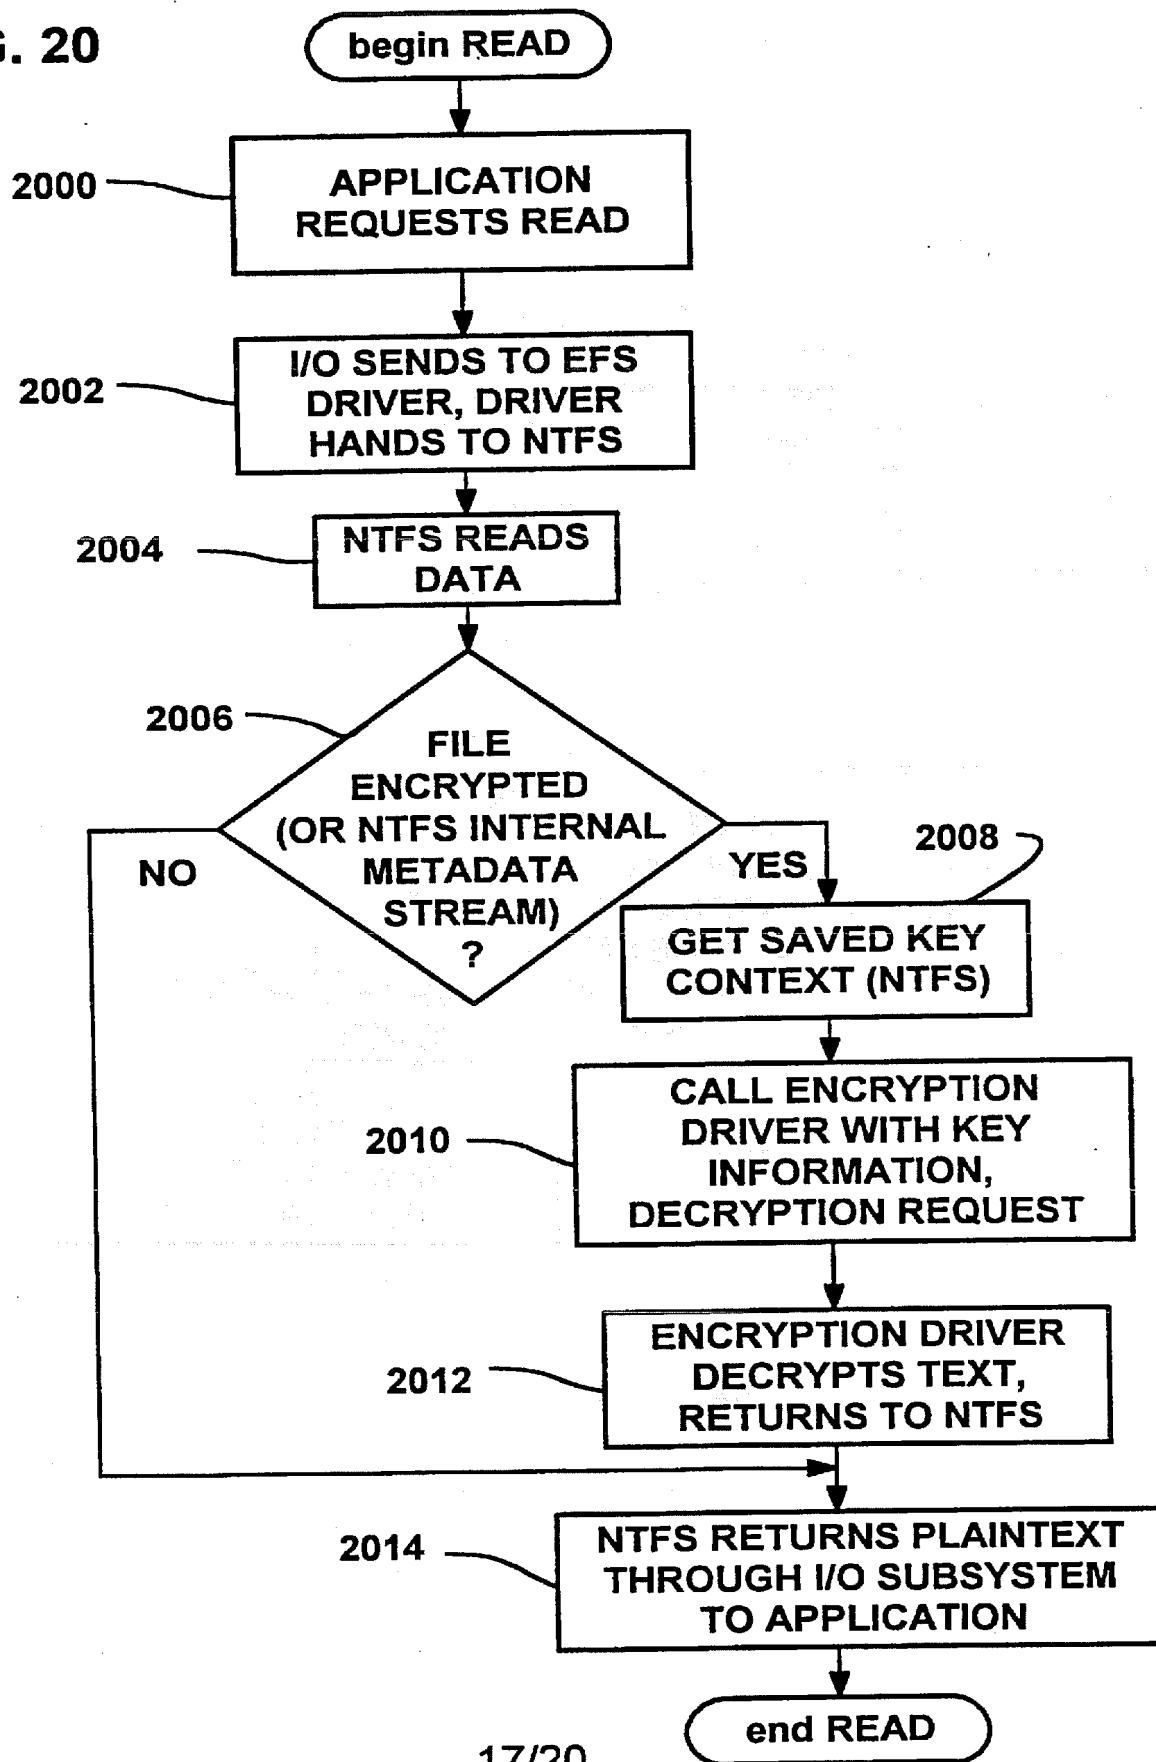 . 20
begin READ
2000
APPLICATION
REQUESTS READ
2002
I/O SENDS TO EFS
DRIVER, DRIVER
HANDS TO NTFS
2004
NTFS READS
DATA
2006
FILE
ENCRYPTED
(OR NTFS INTERNAL
METADATA
STREAM)
?
NO
YES
2008
GET SAVED KEY
CONTEXT (NTFS)
2010
CALL ENCRYPTION
DRIVER WITH KEY
INFORMATION,
DECRYPTION REQUEST
2012
ENCRYPTION DRIVER
DECRYPTS TEXT,
RETURNS TO NTFS
2014
NTFS RETURNS PLAINTEXT
THROUGH I/O SUBSYSTEM
TO APPLICATION
end READ
17/20